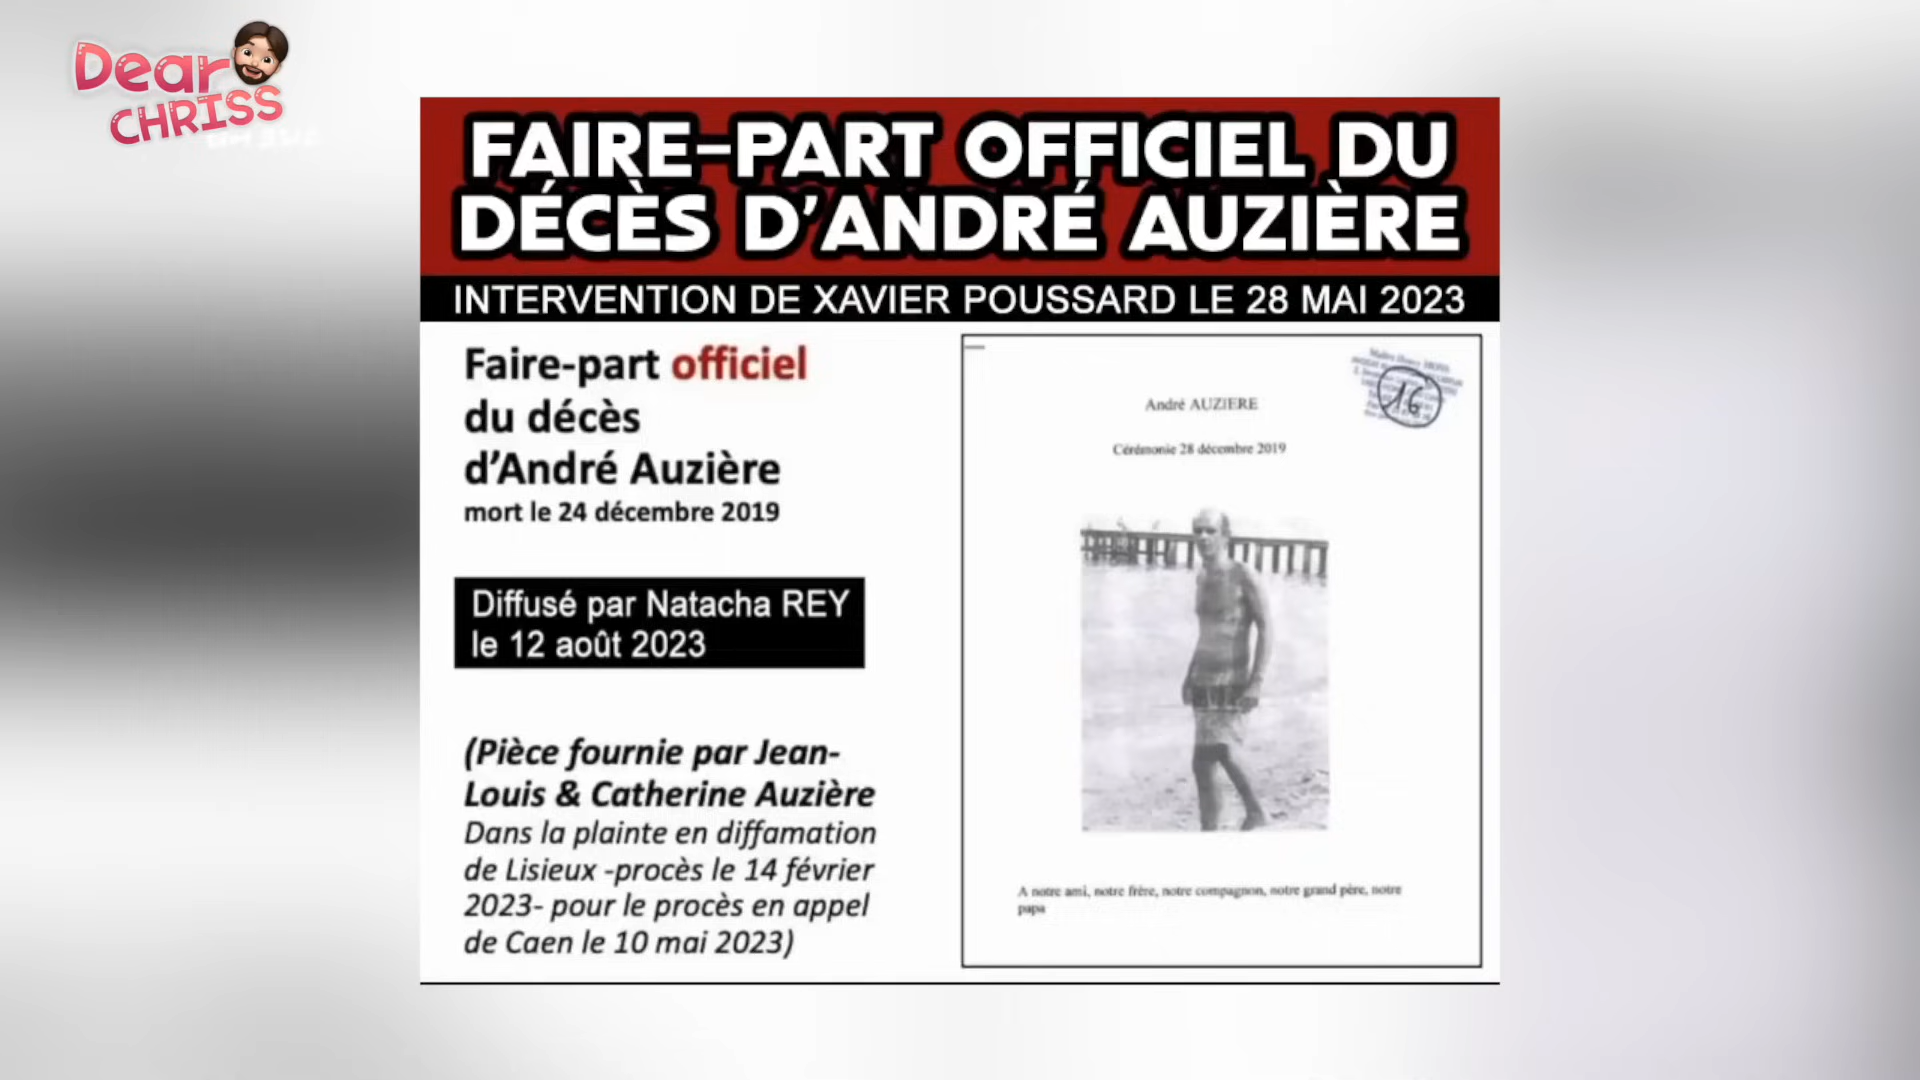 Dear
CHRISS
FAIRE-PART OFFICIEL DU
DÉCÈS D'ANDRÉ AUZIÈRE
INTERVENTION DE XAVIER POUSSARD LE 28 MAI 2023
Faire-part officiel
du décès
d'André Auzière
mort le 24 décembre 2019
Diffusé par Natacha REY
le 12 août 2023
(Pièce fournie par Jean-
Louis & Catherine Auzière
Dans la plainte en diffamation
de Lisieux -procès le 14 février
2023- pour le procès en appel
de Caen le 10 mai 2023)
16
André AUZIERE
Cérémonie 28 décembre 2019
A notre ami, notre frère, notre compagnon, notre grand père, notre
papa